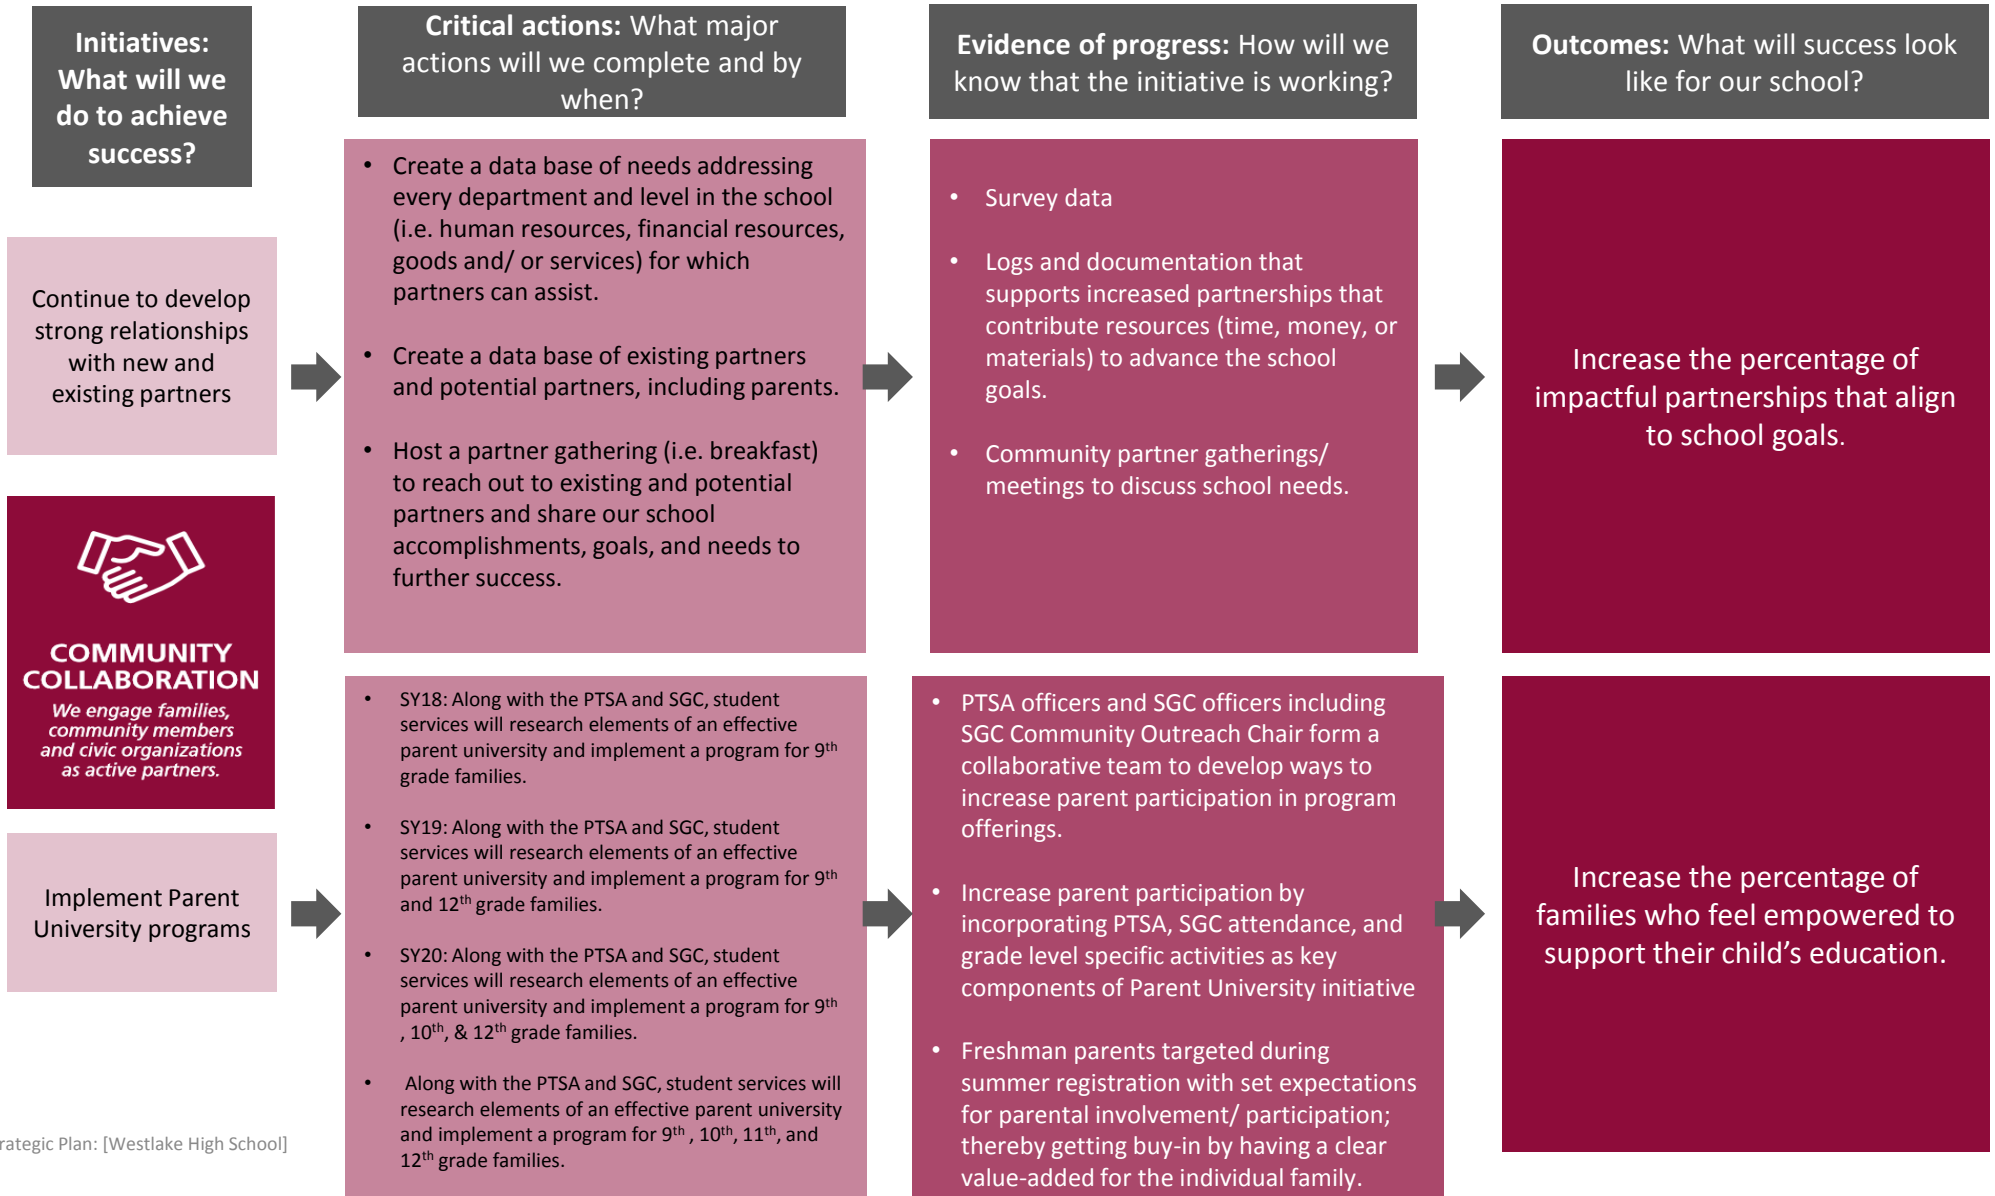 Initiatives:
What will we
do to achieve
success?
Critical actions: What major
actions will we complete and by
when?
Evidence of progress: How will we
know that the initiative is working?
Outcomes: What will success look
like for our school?
Continue to develop
strong relationships
with new and
existing partners
• Create a data base of needs addressing
every department and level in the school
(i.e. human resources, financial resources,
goods and/ or services) for which
partners can assist.
• Create a data base of existing partners
and potential partners, including parents.
• Host a partner gathering (i.e. breakfast)
to reach out to existing and potential
partners and share our school
accomplishments, goals, and needs to
further success.
• Survey data
• Logs and documentation that
supports increased partnerships that
contribute resources (time, money, or
materials) to advance the school
goals.
• Community partner gatherings/
meetings to discuss school needs.
Increase the percentage of
impactful partnerships that align
to school goals.
COMMUNITY
COLLABORATION
We engage families,
community members
and civic organizations
as active partners.
Implement Parent
University programs
• SY18: Along with the PTSA and SGC, student
services will research elements of an effective
parent university and implement a program for 9th
grade families.
• SY19: Along with the PTSA and SGC, student
services will research elements of an effective
parent university and implement a program for 9th
and 12th grade families.
• SY20: Along with the PTSA and SGC, student
services will research elements of an effective
parent university and implement a program for 9th
, 10th, & 12th grade families.
• Along with the PTSA and SGC, student services will
research elements of an effective parent university
and implement a program for 9th , 10th, 11th, and
12th grade families.
• PTSA officers and SGC officers including
SGC Community Outreach Chair form a
collaborative team to develop ways to
increase parent participation in program
offerings.
• Increase parent participation by
incorporating PTSA, SGC attendance, and
grade level specific activities as key
components of Parent University initiative
• Freshman parents targeted during
summer registration with set expectations
for parental involvement/ participation;
thereby getting buy-in by having a clear
value-added for the individual family.
Increase the percentage of
families who feel empowered to
support their child’s education.
rategic Plan: [Westlake High School]